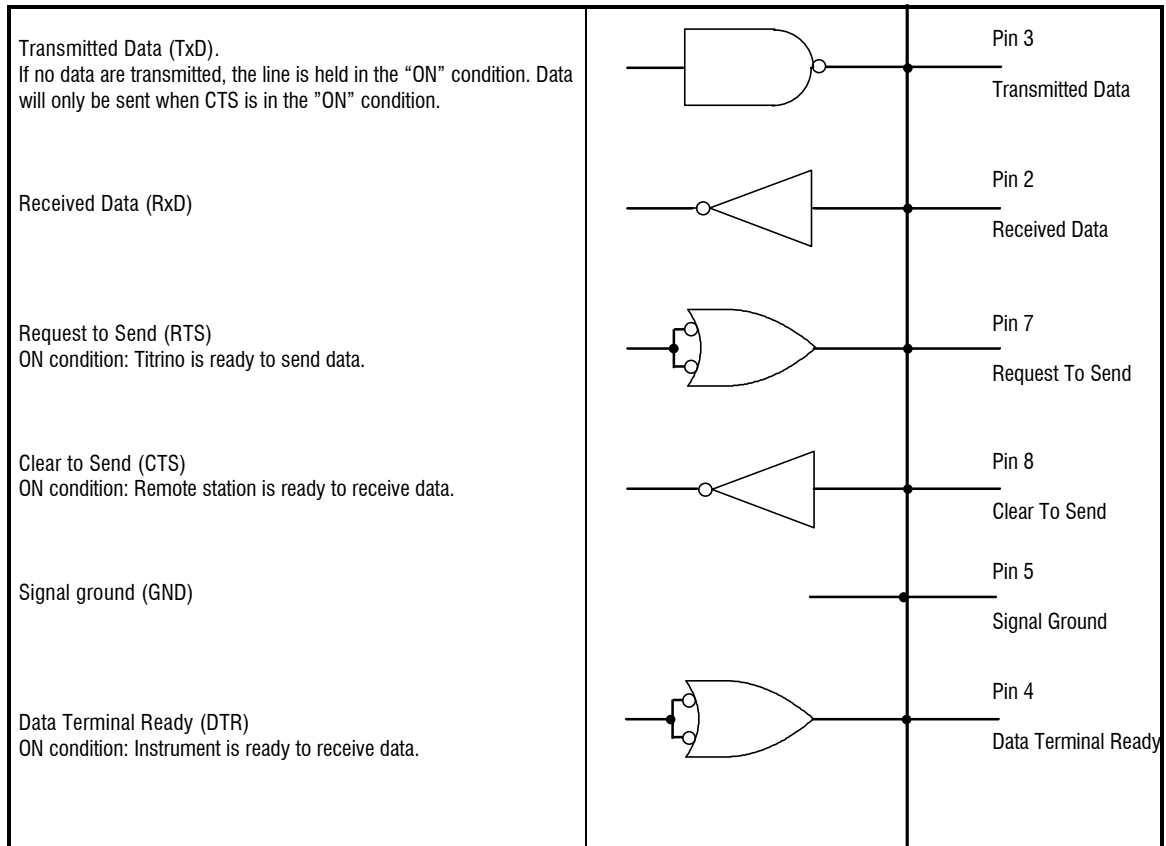 Transmitted Data (TxD).
If no data are transmitted, the line is held in the “ON” condition. Data
will only be sent when CTS is in the ”ON” condition.
Pin 3
Transmitted Data
Received Data (RxD)
Pin 2
Received Data
Request to Send (RTS)
ON condition: Titrino is ready to send data.
Pin 7
Request To Send
Clear to Send (CTS)
ON condition: Remote station is ready to receive data.
Pin 8
Clear To Send
Signal ground (GND)
Pin 5
Signal Ground
Data Terminal Ready (DTR)
ON condition: Instrument is ready to receive data.
Pin 4
Data Terminal Ready